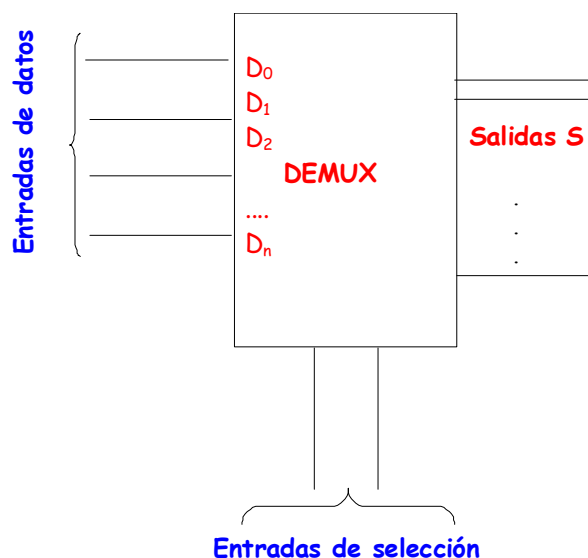 Entradas de datos
D₀
D₁
D₂
DEMUX
....
Dₙ
Salidas S
.
.
.
Entradas de selección